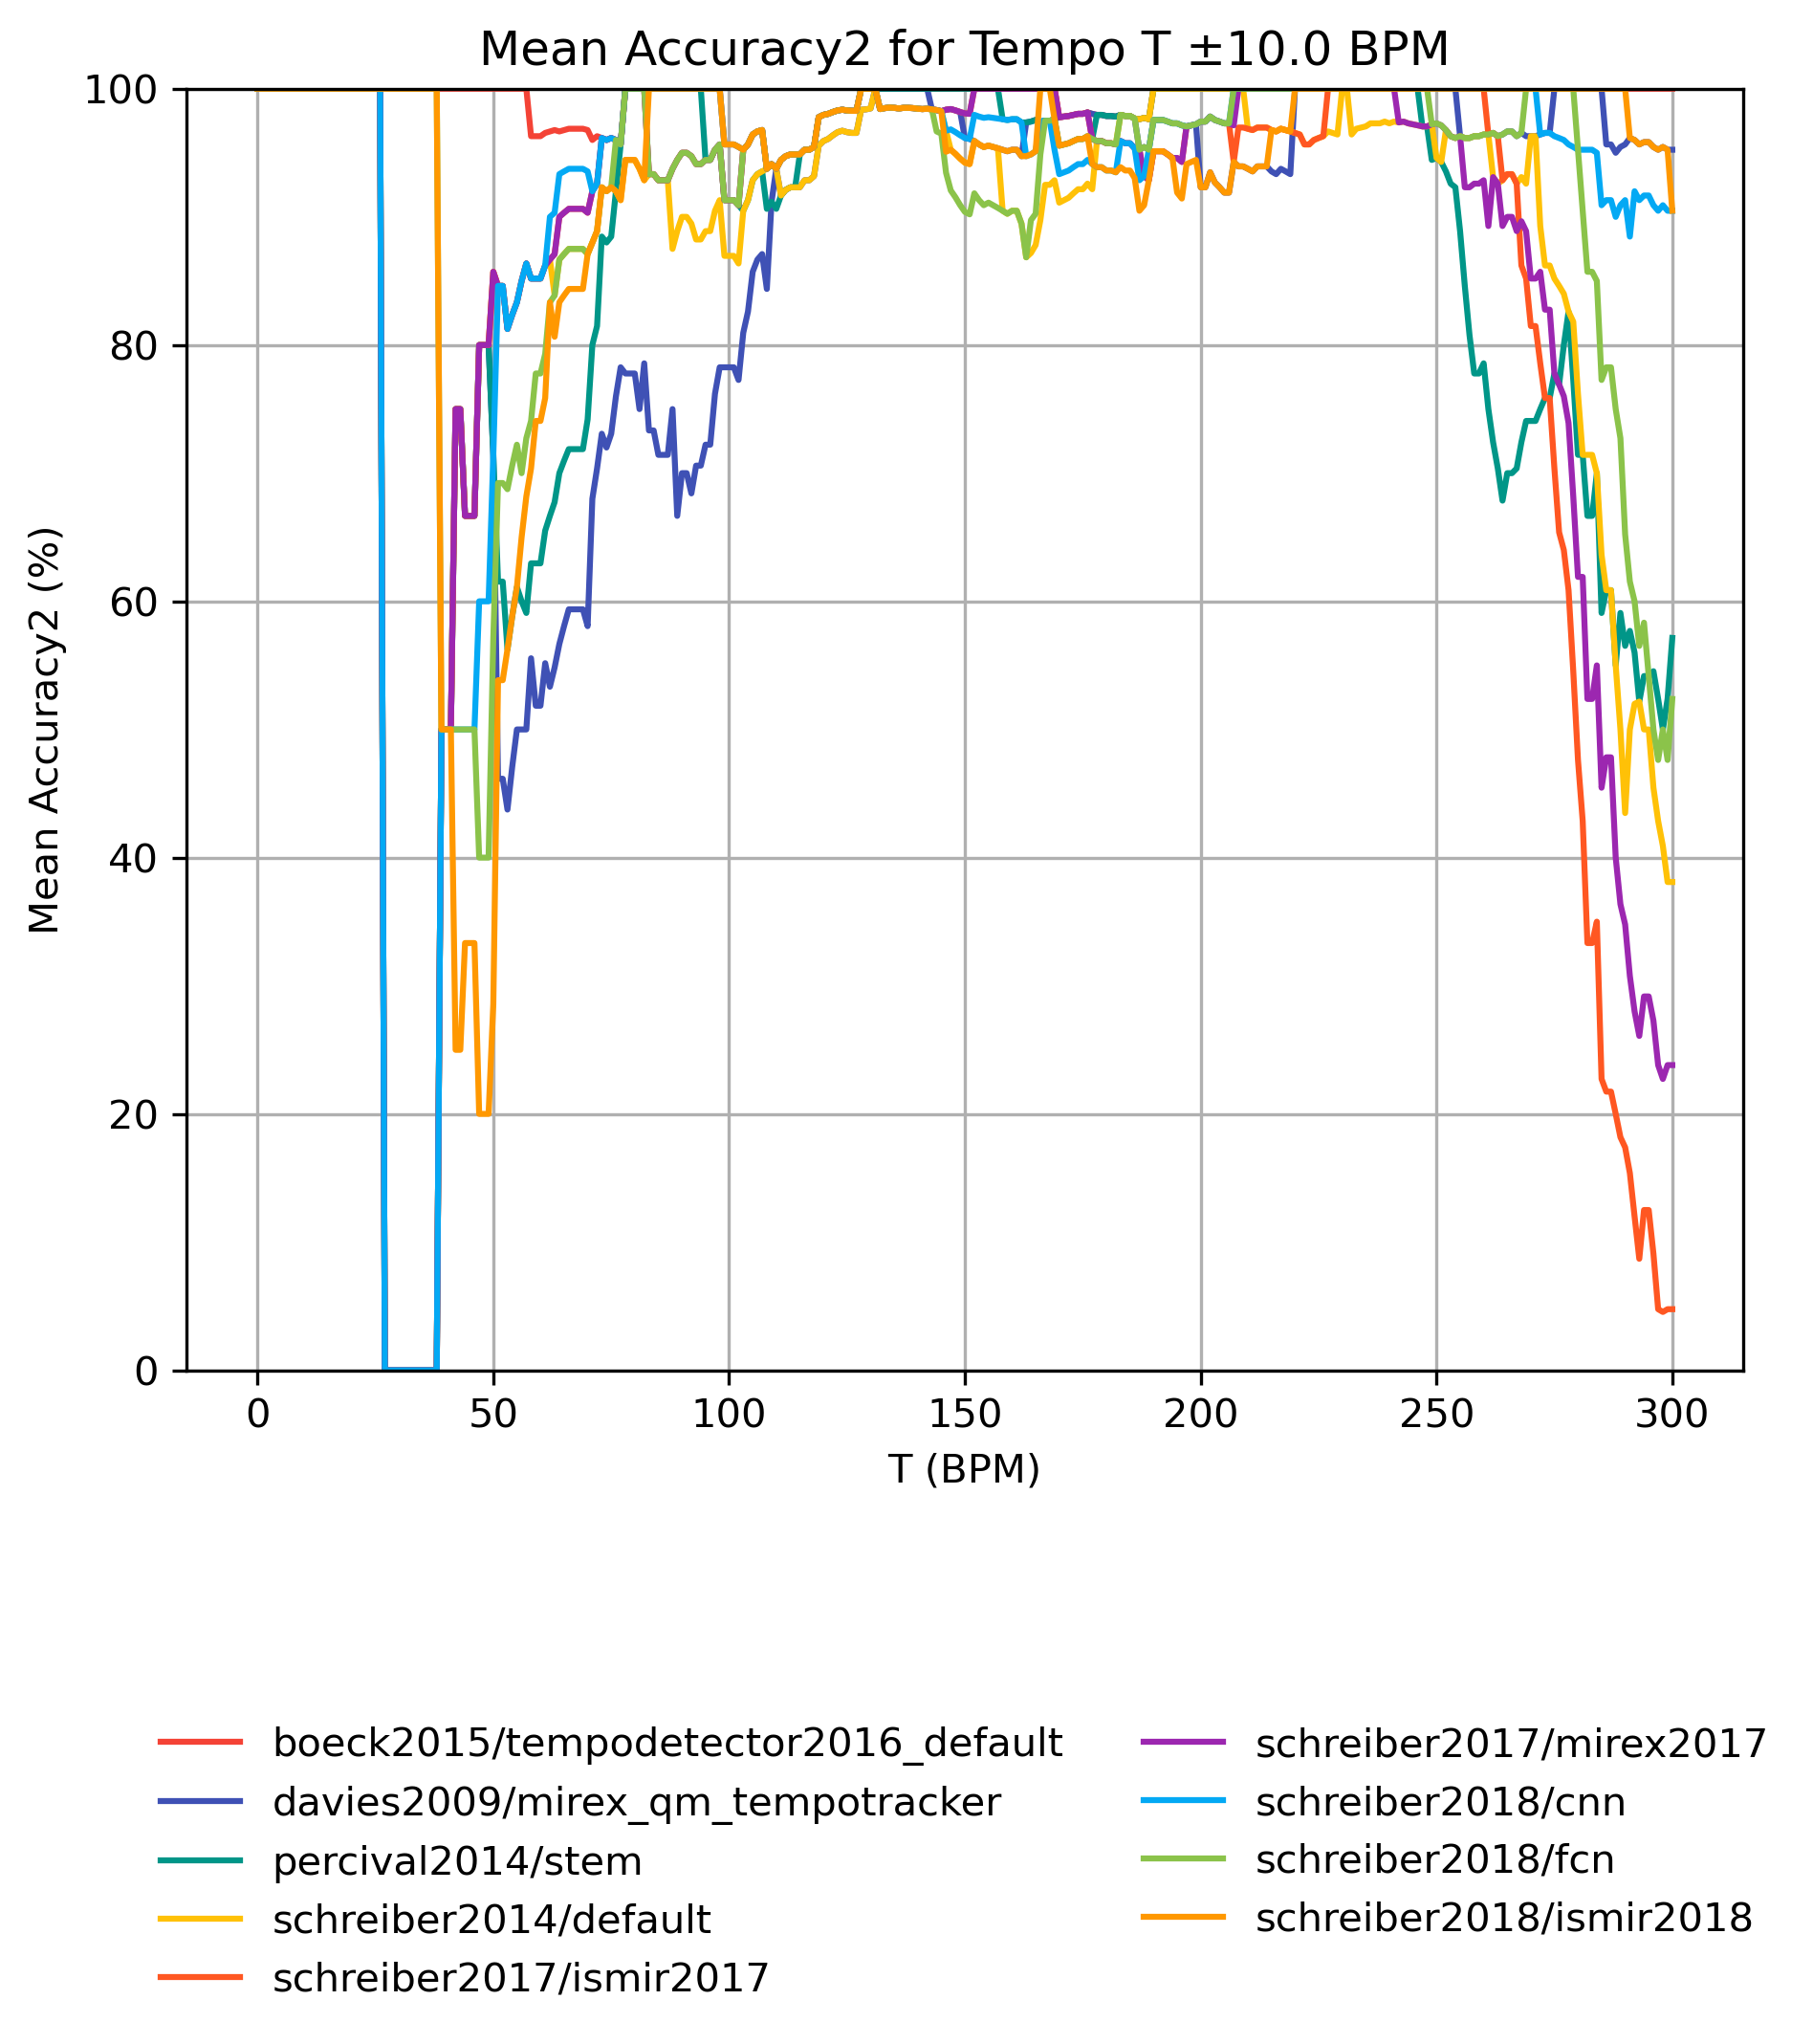 Mean Accuracy2 for Tempo T ±10.0 BPM
Mean Accuracy2 (%)
100
80
60
40
20
0
0 50 100 150 200 250 300
T (BPM)
boeck2015/tempodetector2016_default
davies2009/mirex_qm_tempotracker
percival2014/stem
schreiber2014/default
schreiber2017/ismir2017
schreiber2017/mirex2017
schreiber2018/cnn
schreiber2018/fcn
schreiber2018/ismir2018